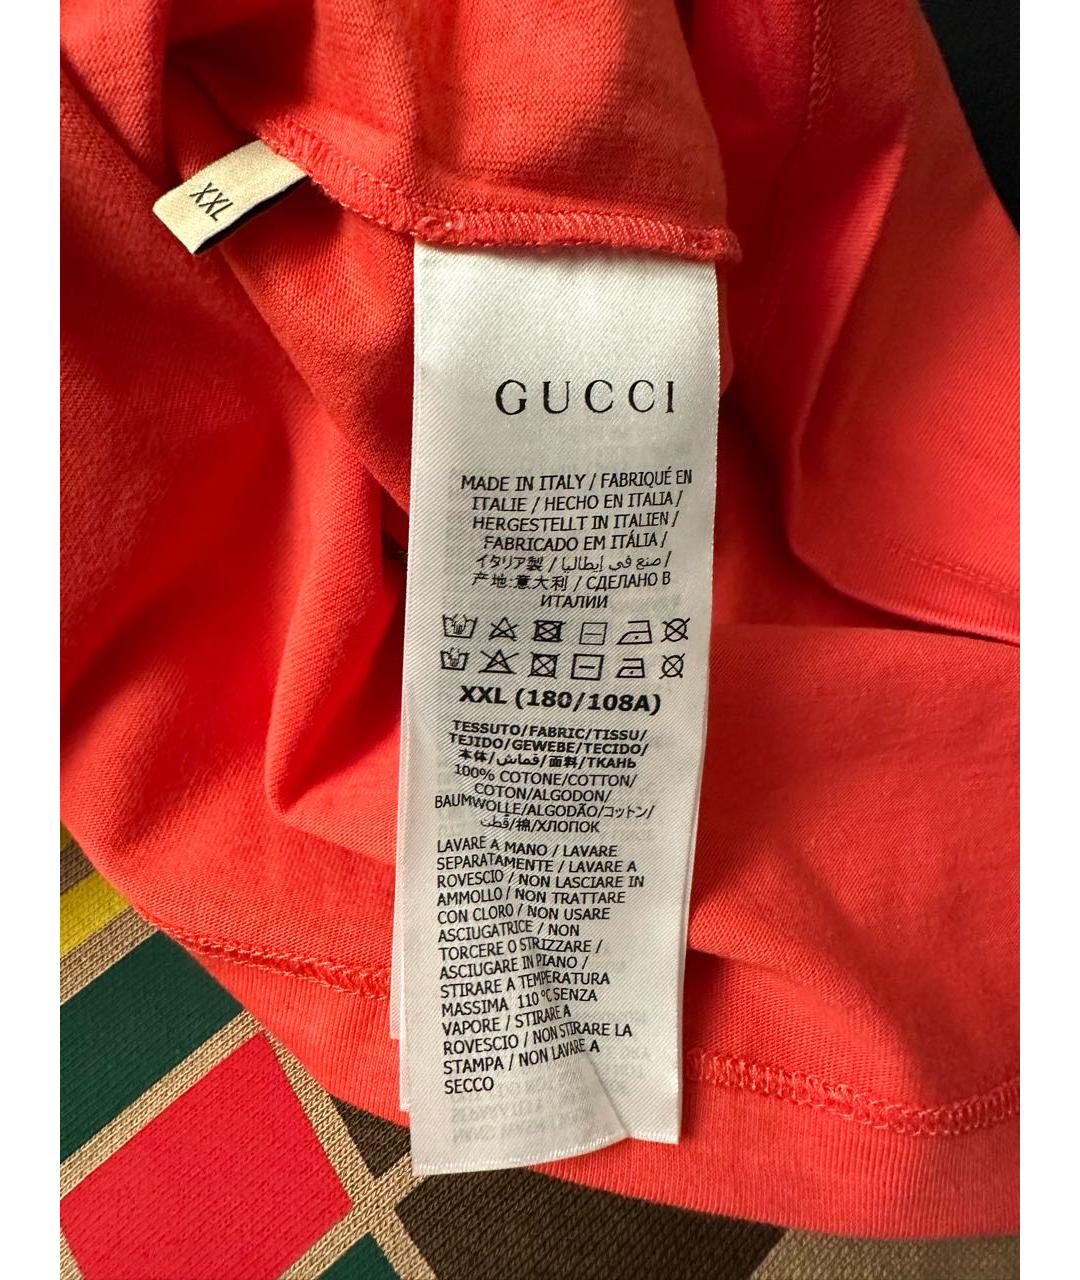 XXL
GUCCI
MADE IN ITALY / FABRIQUÉ EN
ITALIE / HECHO EN ITALIA /
HERGESTELLT IN ITALIEN /
FABRICADO EM ITÁLIA /
イタリア製 / صنع في إيطاليا /
产地:意大利 / СДЕЛАНО В
ИТАЛИИ
XXL (180/108A)
TESSUTO/FABRIC/TISSU/
TEJIDO/GEWEBE/TECIDO/
本体/قماش/面料/ТКАНЬ
100% COTONE/COTTON/
COTON/ALGODON/
BAUMWOLLE/ALGODÃO/コットン/
قطن/棉/ХЛОПОК
LAVARE A MANO / LAVARE
SEPARATAMENTE / LAVARE A
ROVESCIO / NON LASCIARE IN
AMMOLLO / NON TRATTARE
CON CLORO / NON USARE
ASCIUGATRICE / NON
TORCERE O STRIZZARE /
ASCIUGARE IN PIANO /
STIRARE A TEMPERATURA
MASSIMA 110°C SENZA
VAPORE / STIRARE A
ROVESCIO / NON STIRARE LA
STAMPA / NON LAVARE A
SECCO